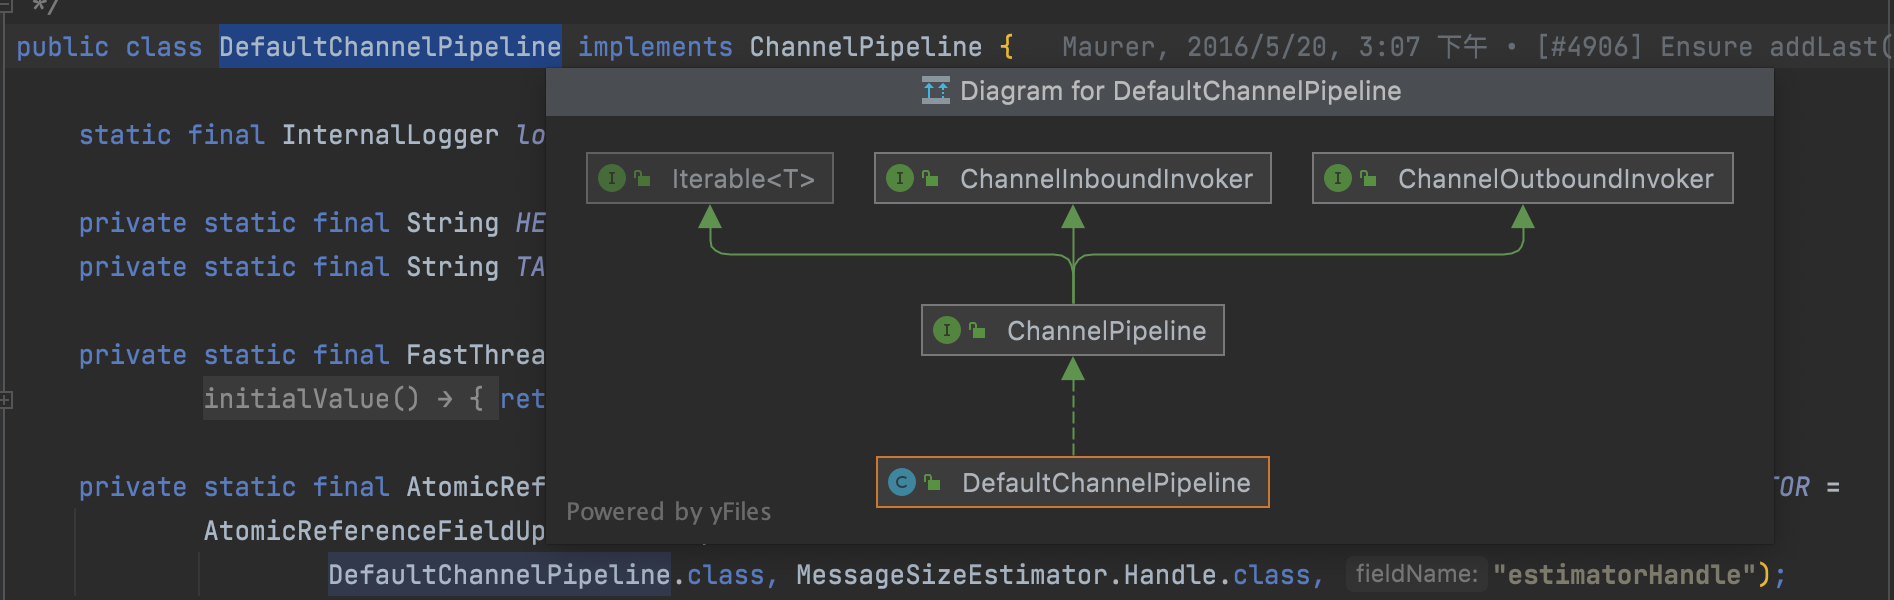 */
public class DefaultChannelPipeline implements ChannelPipeline { Maurer, 2016/5/20, 3:07 下午 • [#4906] Ensure addLast(
Diagram for DefaultChannelPipeline
static final InternalLogger lo
I Iterable<T> I ChannelInboundInvoker I ChannelOutboundInvoker
private static final String HE
private static final String TA
I ChannelPipeline
private static final FastThrea
initialValue() → { ret
private static final AtomicRef
C DefaultChannelPipeline
TOR =
Powered by yFiles
AtomicReferenceFieldUp
DefaultChannelPipeline.class, MessageSizeEstimator.Handle.class, fieldName: "estimatorHandle");